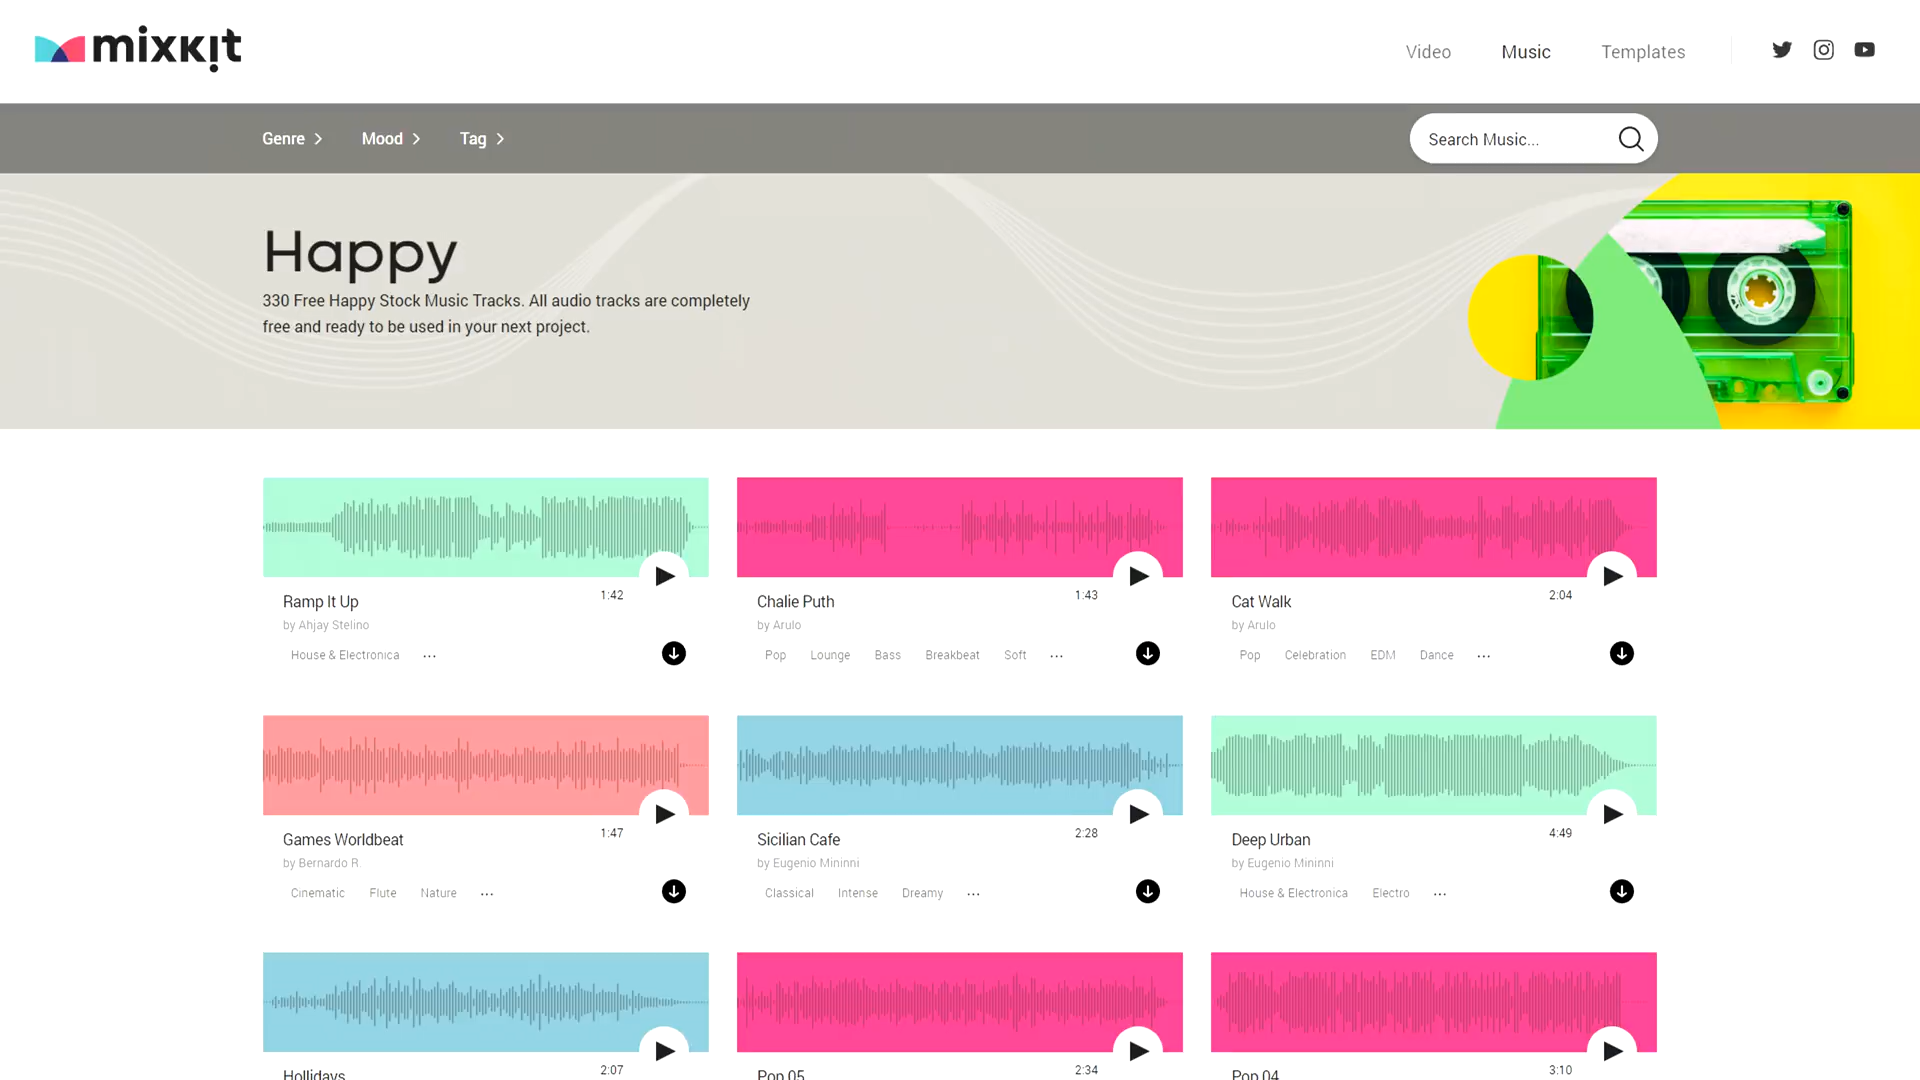 mixkit
Video
Music
Templates
Genre
Mood
Tag
Search Music...
Happy
330 Free Happy Stock Music Tracks. All audio tracks are completely
free and ready to be used in your next project.
Ramp It Up
1:42
by Ahjay Stelino
House & Electronica ...
Chalie Puth
1:43
by Arulo
Pop Lounge Bass Breakbeat Soft ...
Cat Walk
2:04
by Arulo
Pop Celebration EDM Dance ...
Games Worldbeat
1:47
by Bernardo R.
Cinematic Flute Nature ...
Sicilian Cafe
2:28
by Eugenio Mininni
Classical Intense Dreamy ...
Deep Urban
4:49
by Eugenio Mininni
House & Electronica Electro ...
Hollidays
2:07
Pop 05
2:34
Pop 04
3:10